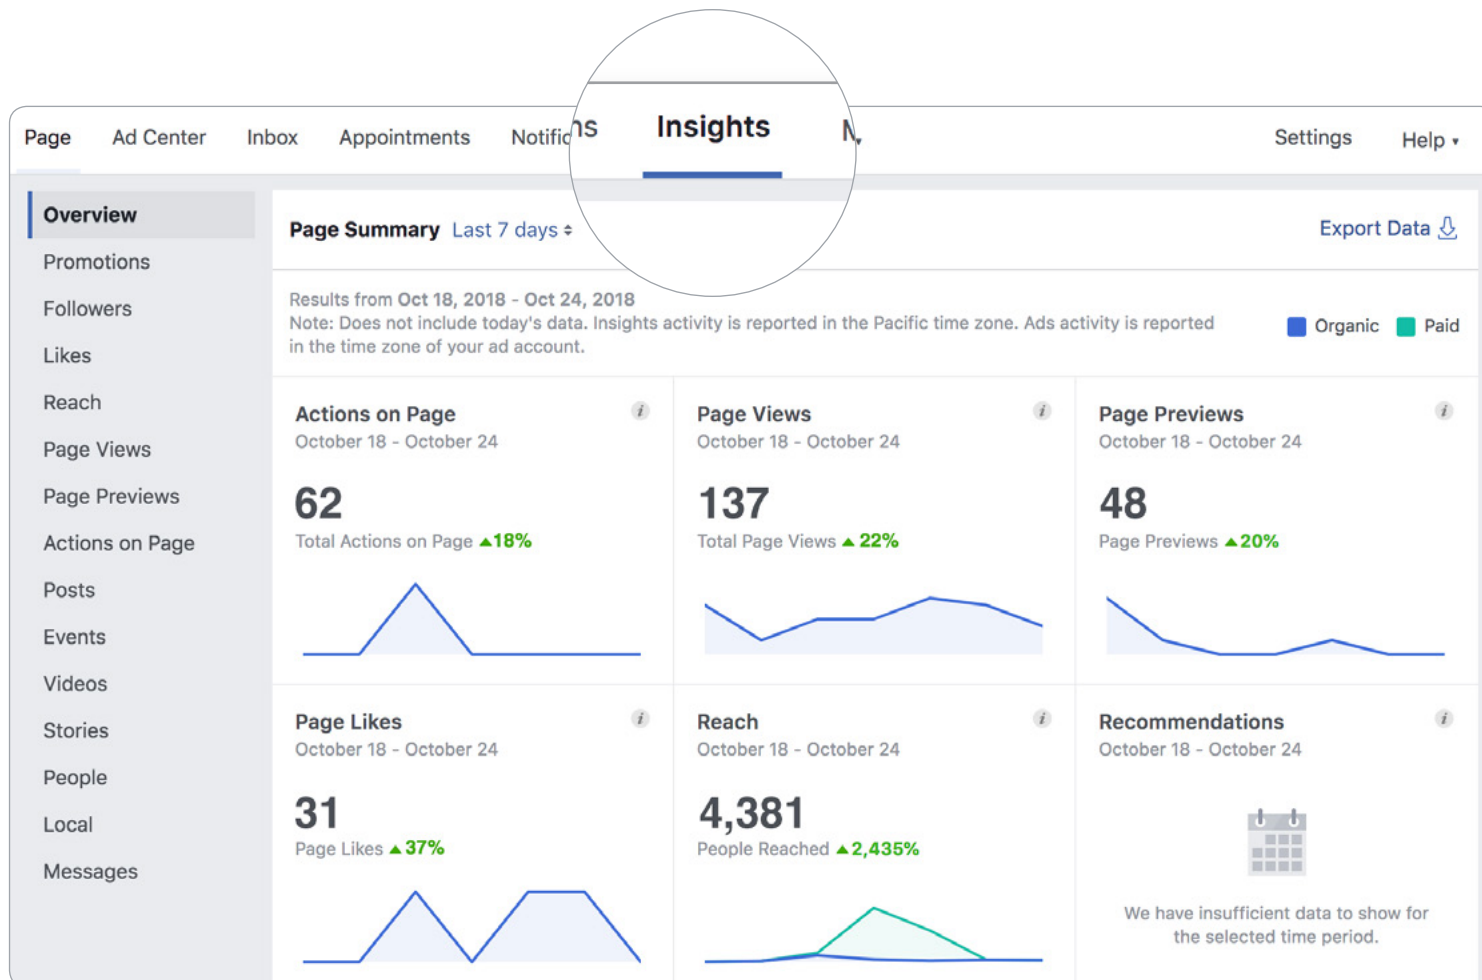 Page Ad Center Inbox Appointments Notific ns Insights Settings Help
Overview
Promotions
Followers
Likes
Reach
Page Views
Page Previews
Actions on Page
Posts
Events
Videos
Stories
People
Local
Messages
Page Summary Last 7 days
Export Data
Results from Oct 18, 2018 - Oct 24, 2018
Note: Does not include today's data. Insights activity is reported in the Pacific time zone. Ads activity is reported
in the time zone of your ad account.
Organic Paid
Actions on Page
October 18 - October 24
62
Total Actions on Page ▲18%
Page Views
October 18 - October 24
137
Total Page Views ▲ 22%
Page Previews
October 18 - October 24
48
Page Previews ▲20%
Page Likes
October 18 - October 24
31
Page Likes ▲ 37%
Reach
October 18 - October 24
4,381
People Reached ▲2,435%
Recommendations
October 18 - October 24
We have insufficient data to show for
the selected time period.